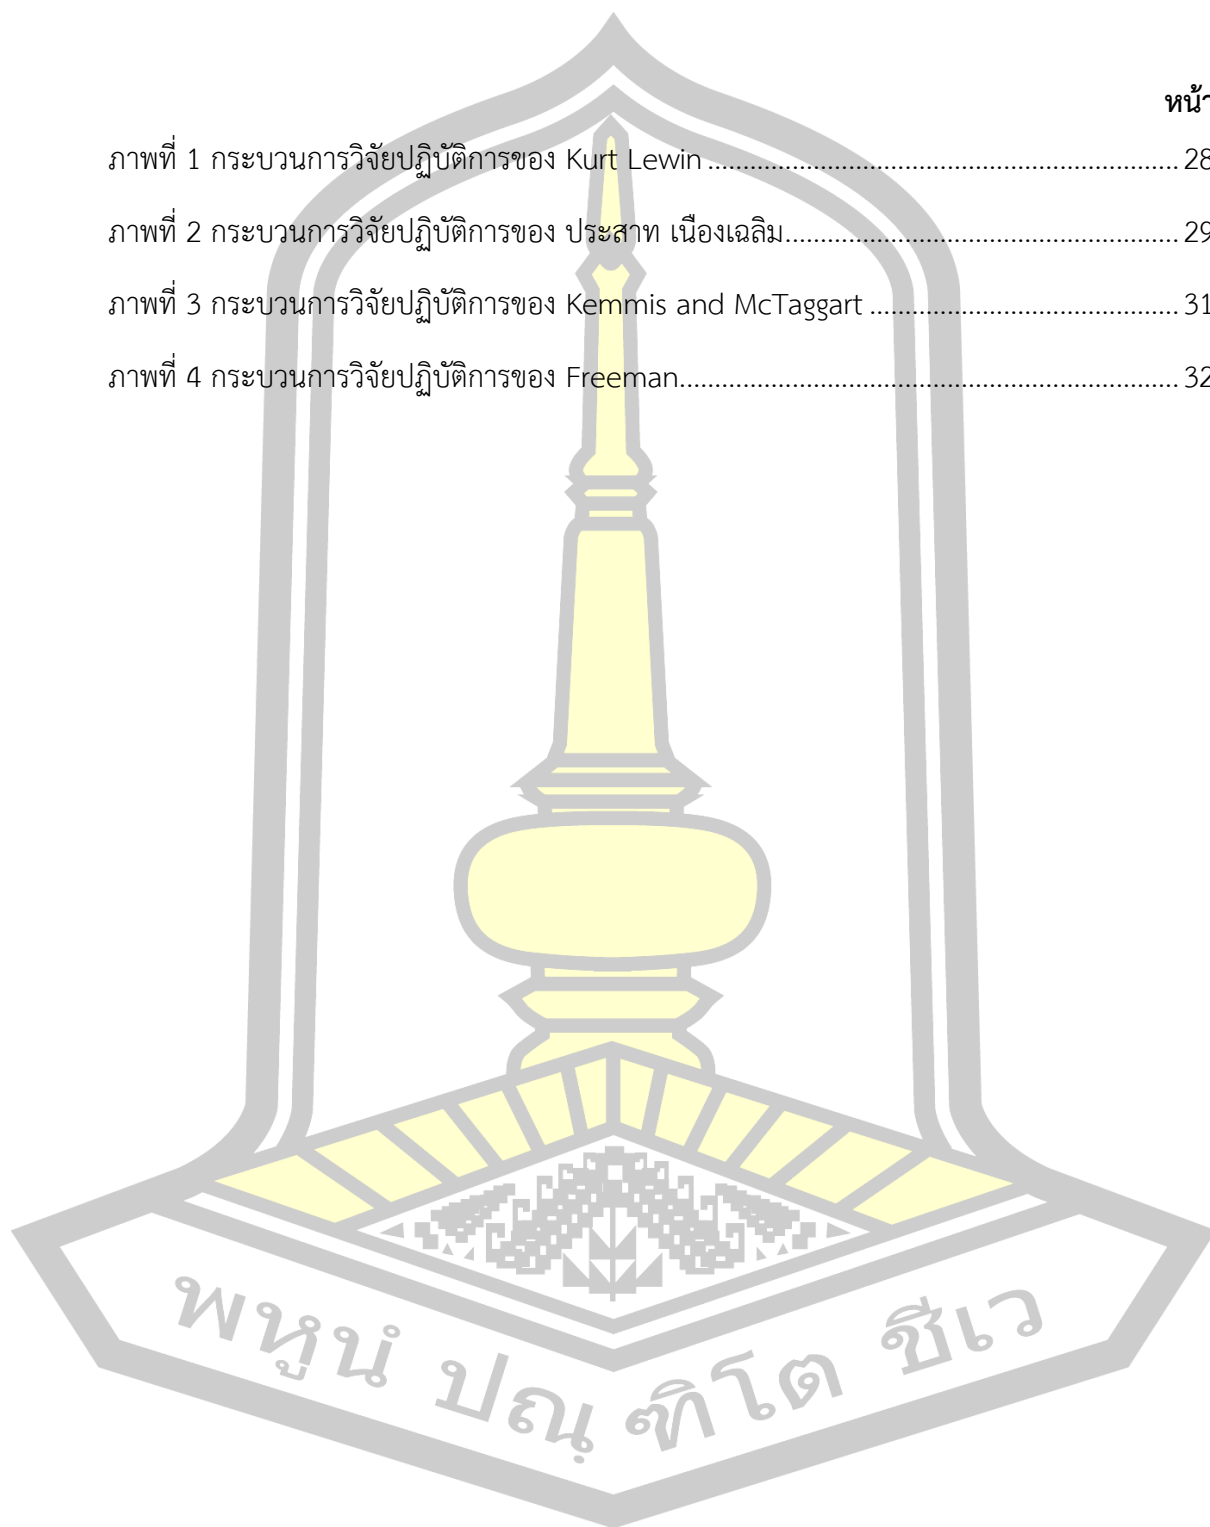 หน้า
ภาพที่ 1 กระบวนการวิจัยปฏิบัติการของ Kurt Lewin ........................................................ 28
ภาพที่ 2 กระบวนการวิจัยปฏิบัติการของ ประสาท เนืองเฉลิม............................................... 29
ภาพที่ 3 กระบวนการวิจัยปฏิบัติการของ Kemmis and McTaggart ..................................... 31
ภาพที่ 4 กระบวนการวิจัยปฏิบัติการของ Freeman............................................................ 32
พหูนํ ปณฺ ฑิโต ชีเว